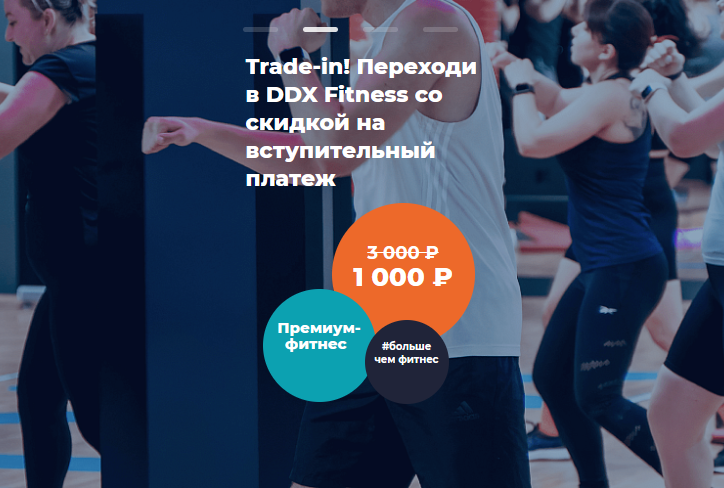 Trade-in! Переходи
в DDX Fitness со
скидкой на
вступительный
платеж
3 000 ₽
1 000 ₽
Премиум-
фитнес
#больше
чем фитнес